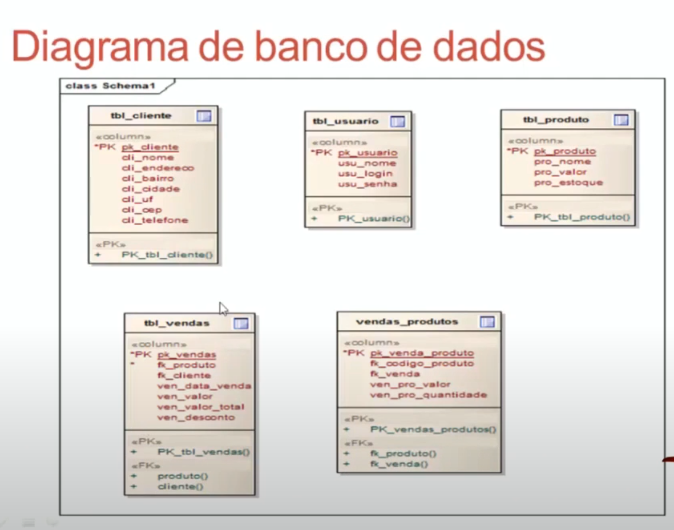 Diagrama de banco de dados
class Schema1
tbl_cliente
«column»
*PK pk_cliente
cli_nome
cli_endereco
cli_bairro
cli_cidade
cli_uf
cli_cep
cli_telefone
«PK»
+ PK_tbl_cliente()
tbl_usuario
«column»
*PK pk_usuario
usu_nome
usu_login
usu_senha
«PK»
+ PK_usuario()
tbl_produto
«column»
*PK pk_produto
pro_nome
pro_valor
pro_estoque
«PK»
+ PK_tbl_produto()
tbl_vendas
«column»
*PK pk_vendas
* fk_produto
fk_cliente
ven_data_venda
ven_valor
ven_valor_total
ven_desconto
«PK»
+ PK_tbl_vendas()
«FK»
+ produto()
+ cliente()
vendas_produtos
«column»
*PK pk_venda_produto
fk_codigo_produto
fk_venda
ven_pro_valor
ven_pro_quantidade
«PK»
+ PK_vendas_produtos()
«FK»
+ fk_produto()
+ fk_venda()